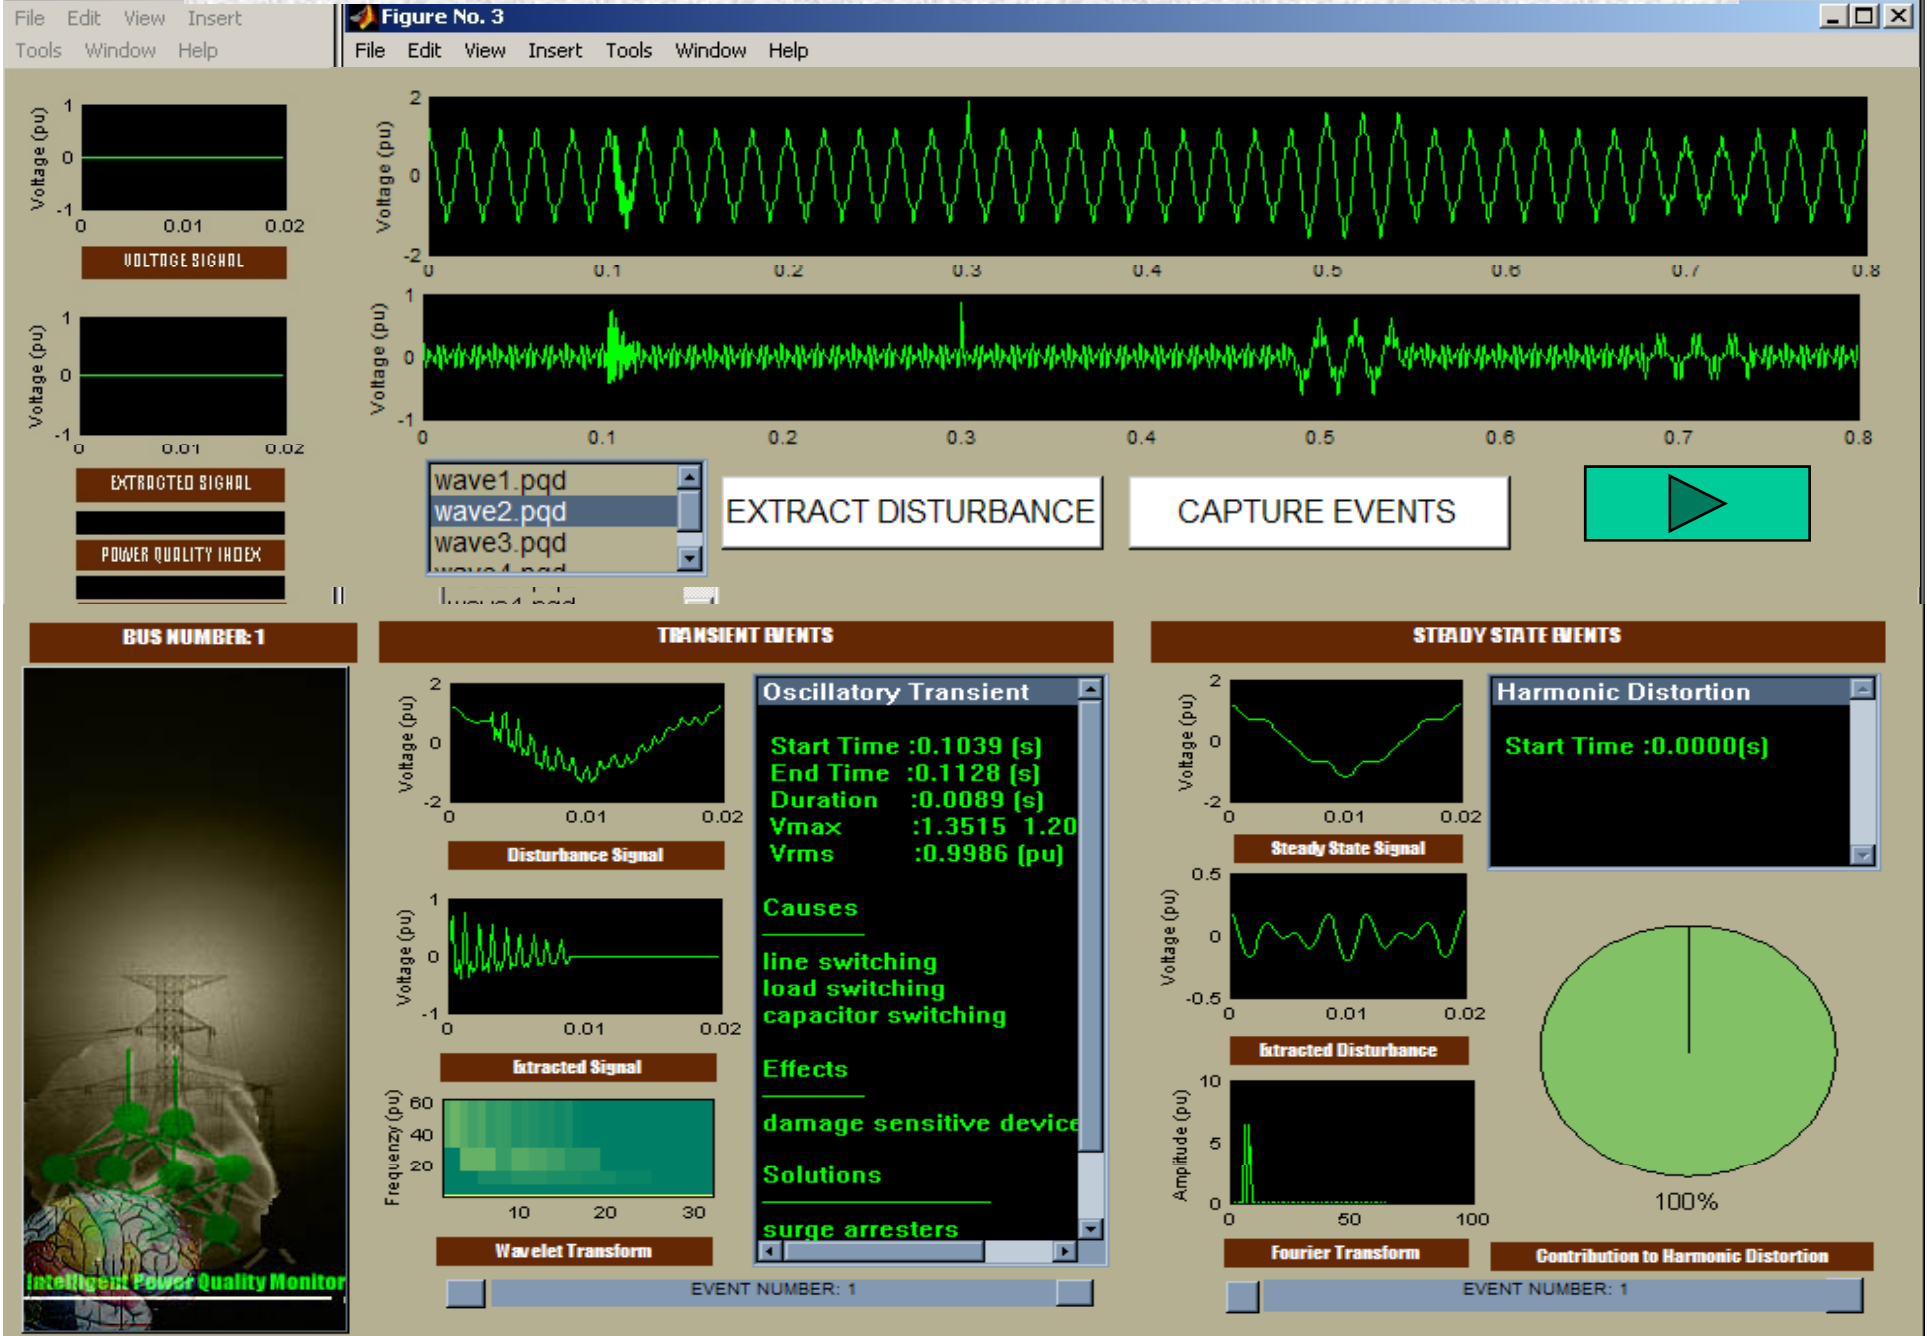 File Edit View Insert
Tools Window Help
Figure No. 3
File Edit View Insert Tools Window Help
Voltage (pu)
1
0
-1
0 0.01 0.02
VOLTAGE SIGNAL
Voltage (pu)
1
0
-1
0 0.01 0.02
EXTRACTED SIGNAL
POWER QUALITY INDEX
Voltage (pu)
2
0
-2
0 0.1 0.2 0.3 0.4 0.5 0.6 0.7 0.8
Voltage (pu)
1
0
-1
0 0.1 0.2 0.3 0.4 0.5 0.6 0.7 0.8
wave1.pqd
wave2.pqd
wave3.pqd
wave4.pqd
EXTRACT DISTURBANCE
CAPTURE EVENTS
wave4.pqd
BUS NUMBER: 1
Intelligent Power Quality Monitor
TRANSIENT EVENTS
Voltage (pu)
2
0
-2
0 0.01 0.02
Disturbance Signal
Voltage (pu)
1
0
-1
0 0.01 0.02
Extracted Signal
Frequenzy (pu)
60
40
20
10 20 30
Wavelet Transform
Oscillatory Transient
Start Time :0.1039 (s)
End Time :0.1128 (s)
Duration :0.0089 (s)
Vmax :1.3515 1.20
Vrms :0.9986 (pu)
Causes
line switching
load switching
capacitor switching
Effects
damage sensitive device
Solutions
surge arresters
EVENT NUMBER: 1
STEADY STATE EVENTS
Voltage (pu)
2
0
-2
0 0.01 0.02
Steady State Signal
Voltage (pu)
0.5
0
-0.5
0 0.01 0.02
Extracted Disturbance
Ampitude (pu)
10
5
0
0 50 100
Fourier Transform
Harmonic Distortion
Start Time :0.0000(s)
100%
Contribution to Harmonic Distortion
EVENT NUMBER: 1